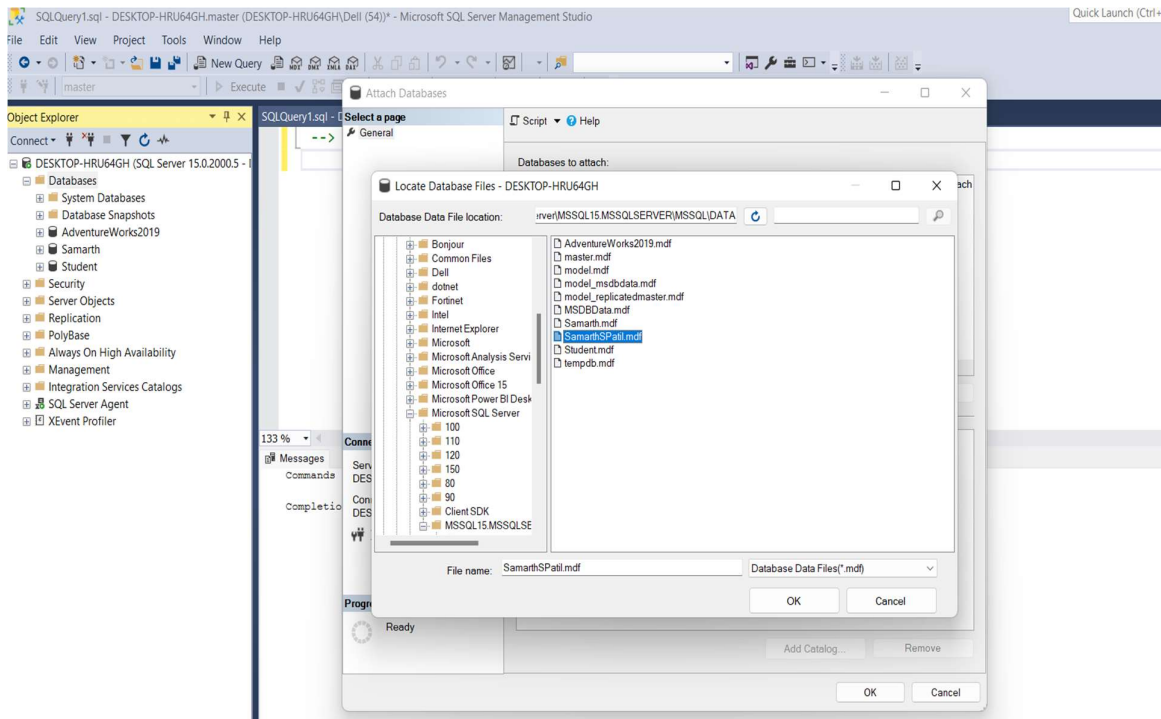 SQLQuery1.sql - DESKTOP-HRU64GH.master (DESKTOP-HRU64GH\Dell (54))* - Microsoft SQL Server Management Studio
Quick Launch (Ctrl+
File Edit View Project Tools Window Help
New Query
master
Execute
Object Explorer
Connect
DESKTOP-HRU64GH (SQL Server 15.0.2000.5 -
Databases
System Databases
Database Snapshots
AdventureWorks2019
Samarth
Student
Security
Server Objects
Replication
PolyBase
Always On High Availability
Management
Integration Services Catalogs
SQL Server Agent
XEvent Profiler
SQLQuery1.sql - D
-->
133 %
Messages
Commands
Completio
Attach Databases
Select a page
General
Script Help
Databases to attach:
ach
Conne
Serv
DES
Con
DES
Progre
Ready
Add Catalog... Remove
OK Cancel
Locate Database Files - DESKTOP-HRU64GH
Database Data File location: erver\MSSQL15.MSSQLSERVER\MSSQL\DATA
Bonjour
Common Files
Dell
dotnet
Fortinet
Intel
Internet Explorer
Microsoft
Microsoft Analysis Servi
Microsoft Office
Microsoft Office 15
Microsoft Power BI Desk
Microsoft SQL Server
100
110
120
150
80
90
Client SDK
MSSQL15.MSSQLSE
AdventureWorks2019.mdf
master.mdf
model.mdf
model_msdbdata.mdf
model_replicatedmaster.mdf
MSDBData.mdf
Samarth.mdf
SamarthSPatil.mdf
Student.mdf
tempdb.mdf
File name: SamarthSPatil.mdf Database Data Files(*.mdf)
OK Cancel